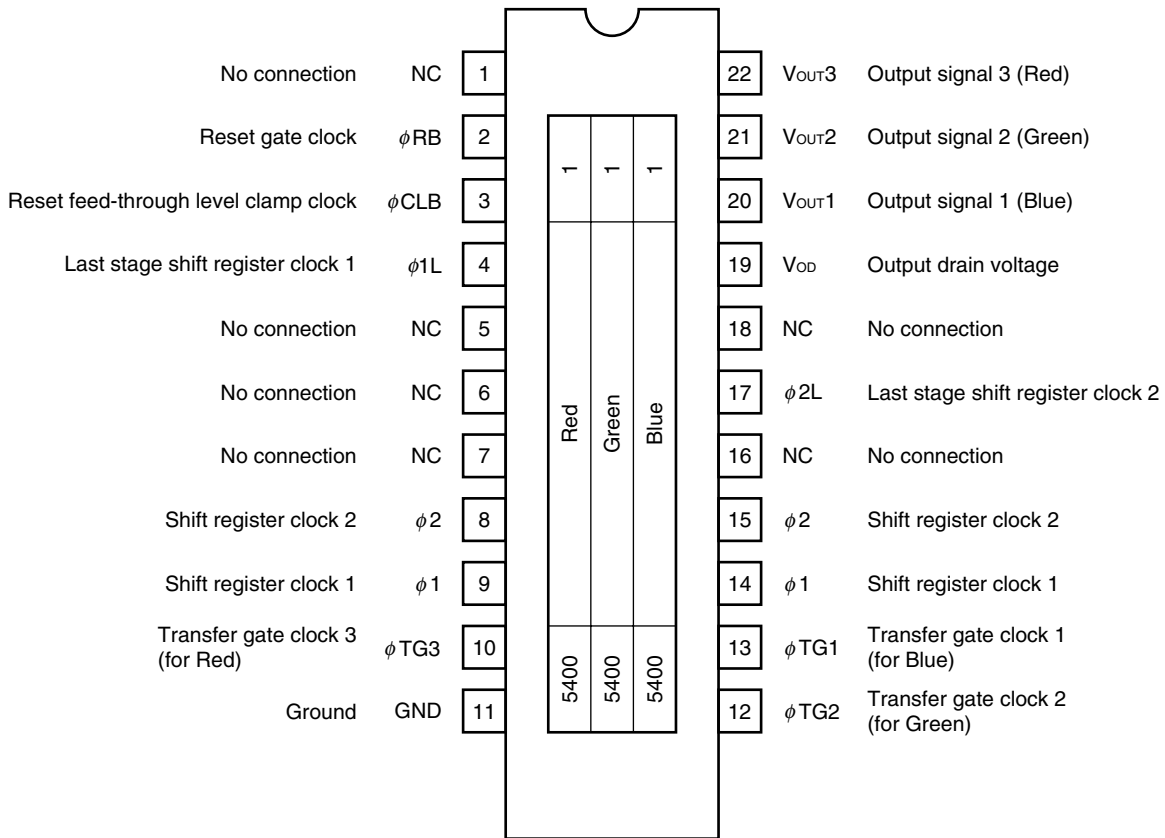 No connection NC 1
Reset gate clock φRB 2
Reset feed-through level clamp clock φCLB 3
Last stage shift register clock 1 φ1L 4
No connection NC 5
No connection NC 6
No connection NC 7
Shift register clock 2 φ2 8
Shift register clock 1 φ1 9
Transfer gate clock 3
(for Red) φTG3 10
Ground GND 11
1 1 1
Red Green Blue
5400 5400 5400
22 VOUT3 Output signal 3 (Red)
21 VOUT2 Output signal 2 (Green)
20 VOUT1 Output signal 1 (Blue)
19 VOD Output drain voltage
18 NC No connection
17 φ2L Last stage shift register clock 2
16 NC No connection
15 φ2 Shift register clock 2
14 φ1 Shift register clock 1
13 φTG1 Transfer gate clock 1
(for Blue)
12 φTG2 Transfer gate clock 2
(for Green)